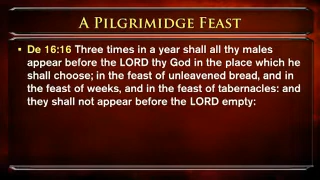 A Pilgrimidge Feast
• De 16:16 Three times in a year shall all thy males
appear before the LORD thy God in the place which he
shall choose; in the feast of unleavened bread, and in
the feast of weeks, and in the feast of tabernacles: and
they shall not appear before the LORD empty: